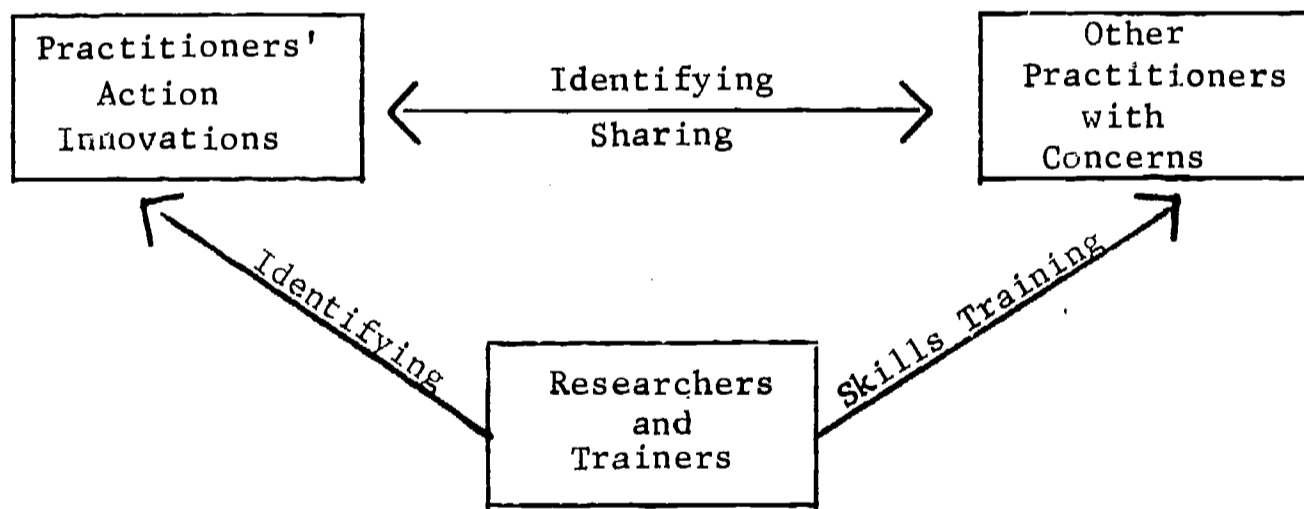 Practitioners'
Action
Innovations
Identifying
Sharing
Other
Practitioners
with
Concerns
Identifying
Skills Training
Researchers
and
Trainers